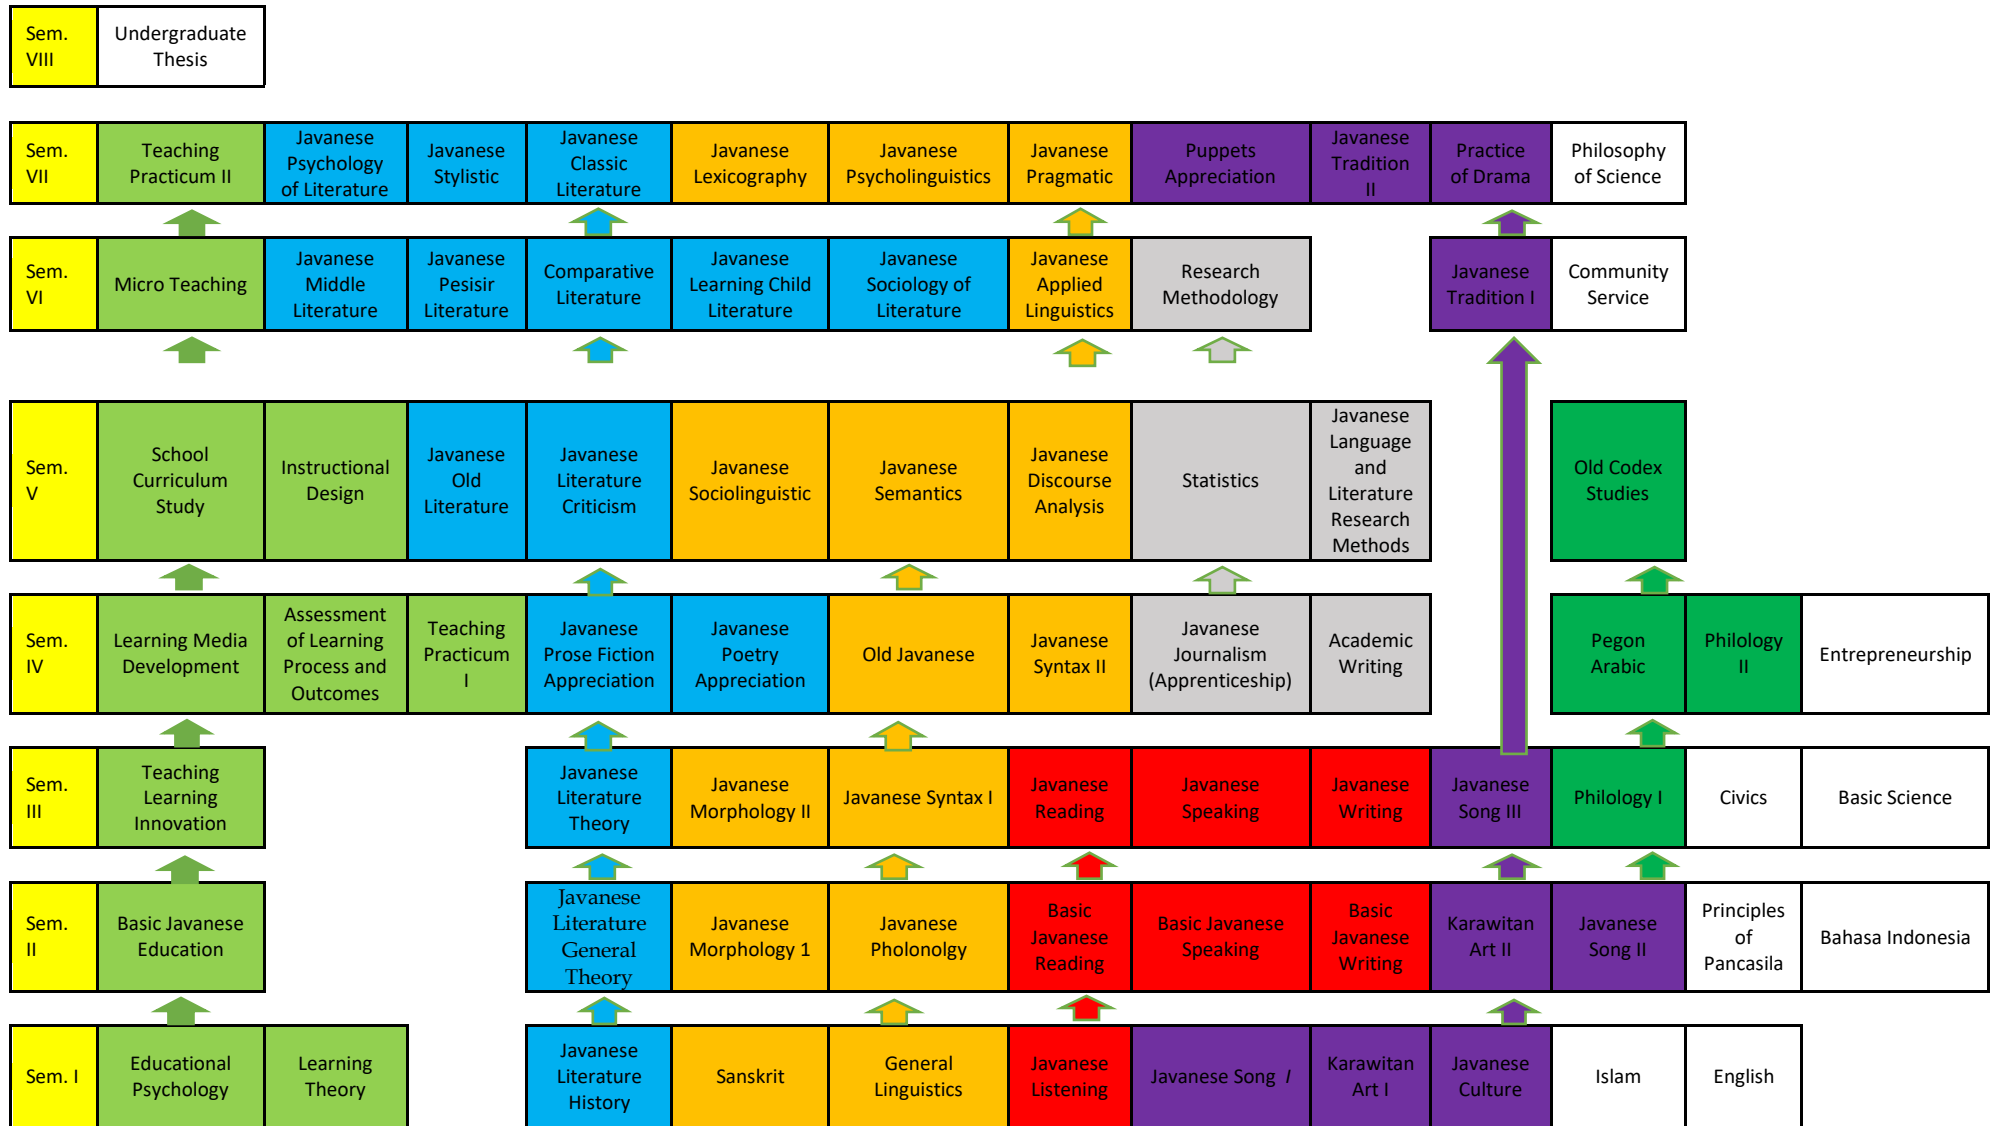 Sem.
VIII
Undergraduate
Thesis
Sem.
VII
Teaching
Practicum II
Javanese
Psychology
of Literature
Javanese
Stylistic
Javanese
Classic
Literature
Javanese
Lexicography
Javanese
Psycholinguistics
Javanese
Pragmatic
Puppets
Appreciation
Javanese
Tradition
II
Practice
of Drama
Philosophy
of Science
Sem.
VI
Micro Teaching
Javanese
Middle
Literature
Javanese
Pesisir
Literature
Comparative
Literature
Javanese
Learning Child
Literature
Javanese
Sociology of
Literature
Javanese
Applied
Linguistics
Research
Methodology
Javanese
Tradition I
Community
Service
Sem.
V
School
Curriculum
Study
Instructional
Design
Javanese
Old
Literature
Javanese
Literature
Criticism
Javanese
Sociolinguistic
Javanese
Semantics
Javanese
Discourse
Analysis
Statistics
Javanese
Language
and
Literature
Research
Methods
Old Codex
Studies
Sem.
IV
Learning Media
Development
Assessment
of Learning
Process and
Outcomes
Teaching
Practicum
I
Javanese
Prose Fiction
Appreciation
Javanese
Poetry
Appreciation
Old Javanese
Javanese
Syntax II
Javanese
Journalism
(Apprenticeship)
Academic
Writing
Pegon
Arabic
Philology
II
Entrepreneurship
Sem.
III
Teaching
Learning
Innovation
Javanese
Literature
Theory
Javanese
Morphology II
Javanese Syntax I
Javanese
Reading
Javanese
Speaking
Javanese
Writing
Javanese
Song III
Philology I
Civics
Basic Science
Sem.
II
Basic Javanese
Education
Javanese
Literature
General
Theory
Javanese
Morphology 1
Javanese
Pholonolgy
Basic
Javanese
Reading
Basic Javanese
Speaking
Basic
Javanese
Writing
Karawitan
Art II
Javanese
Song II
Principles
of
Pancasila
Bahasa Indonesia
Sem. I
Educational
Psychology
Learning
Theory
Javanese
Literature
History
Sanskrit
General
Linguistics
Javanese
Listening
Javanese Song I
Karawitan
Art I
Javanese
Culture
Islam
English